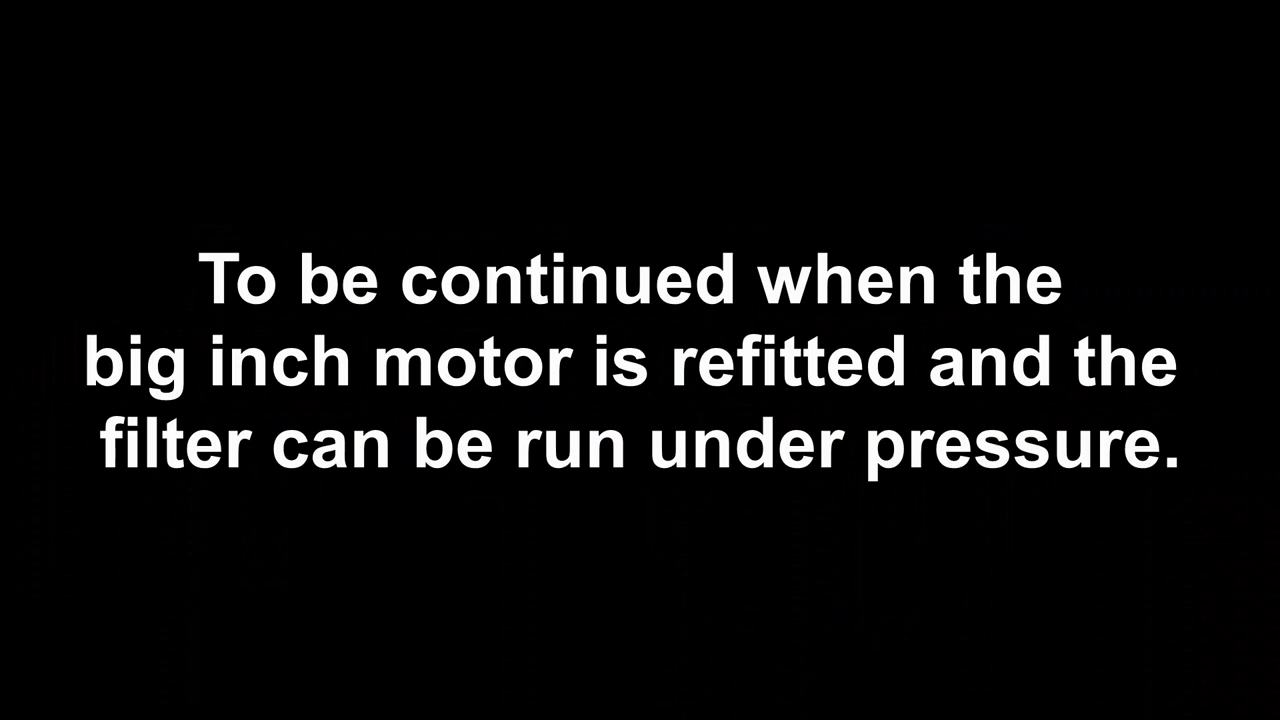 To be continued when the
big inch motor is refitted and the
filter can be run under pressure.